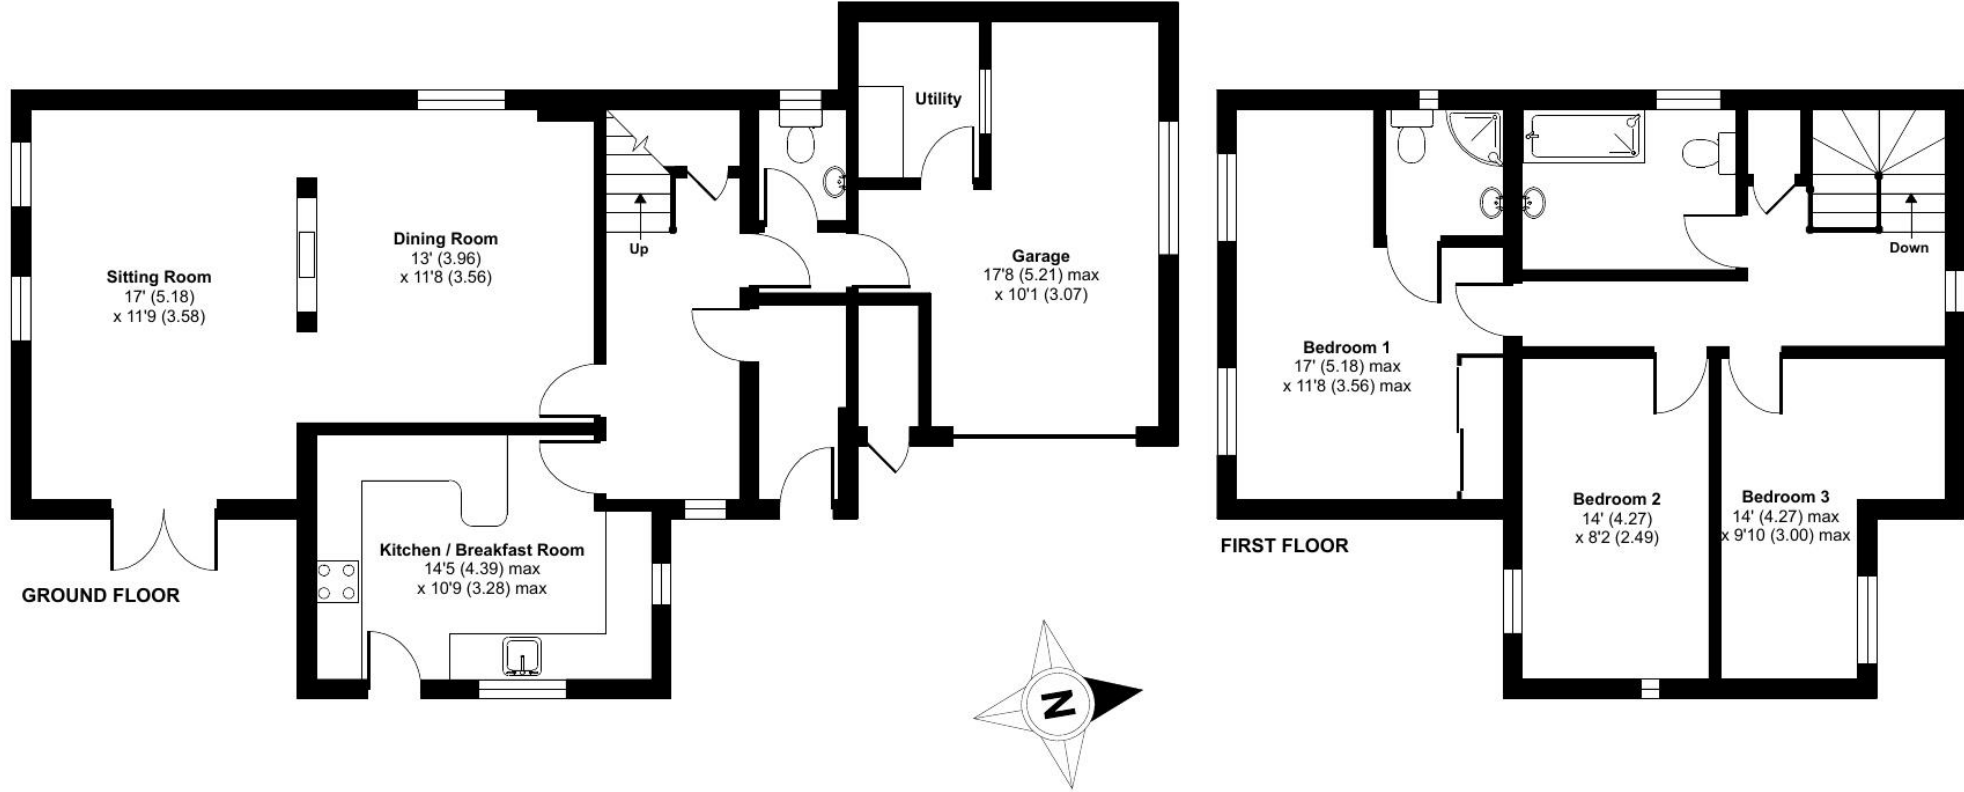 Sitting Room
17' (5.18)
x 11'9 (3.58)
Dining Room
13' (3.96)
x 11'8 (3.56)
Up
Utility
Garage
17'8 (5.21) max
x 10'1 (3.07)
Kitchen / Breakfast Room
14'5 (4.39) max
x 10'9 (3.28) max
GROUND FLOOR
N
Bedroom 1
17' (5.18) max
x 11'8 (3.56) max
Down
Bedroom 2
14' (4.27)
x 8'2 (2.49)
Bedroom 3
14' (4.27) max
x 9'10 (3.00) max
FIRST FLOOR